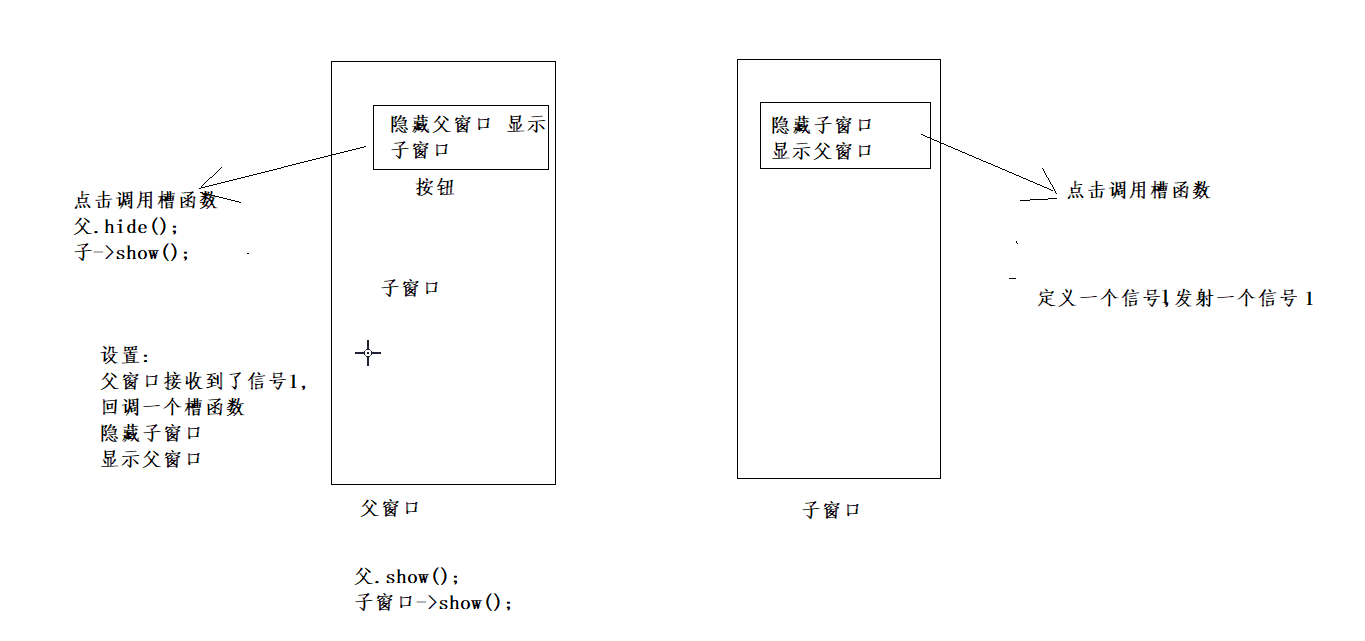 隐藏父窗口 显示
子窗口
按钮
点击调用槽函数
父.hide();
子->show();
子窗口
设置:
父窗口接收到了信号1,
回调一个槽函数
隐藏子窗口
显示父窗口
父窗口
父.show();
子窗口->show();
隐藏子窗口
显示父窗口
点击调用槽函数
定义一个信号1,发射一个信号1
子窗口